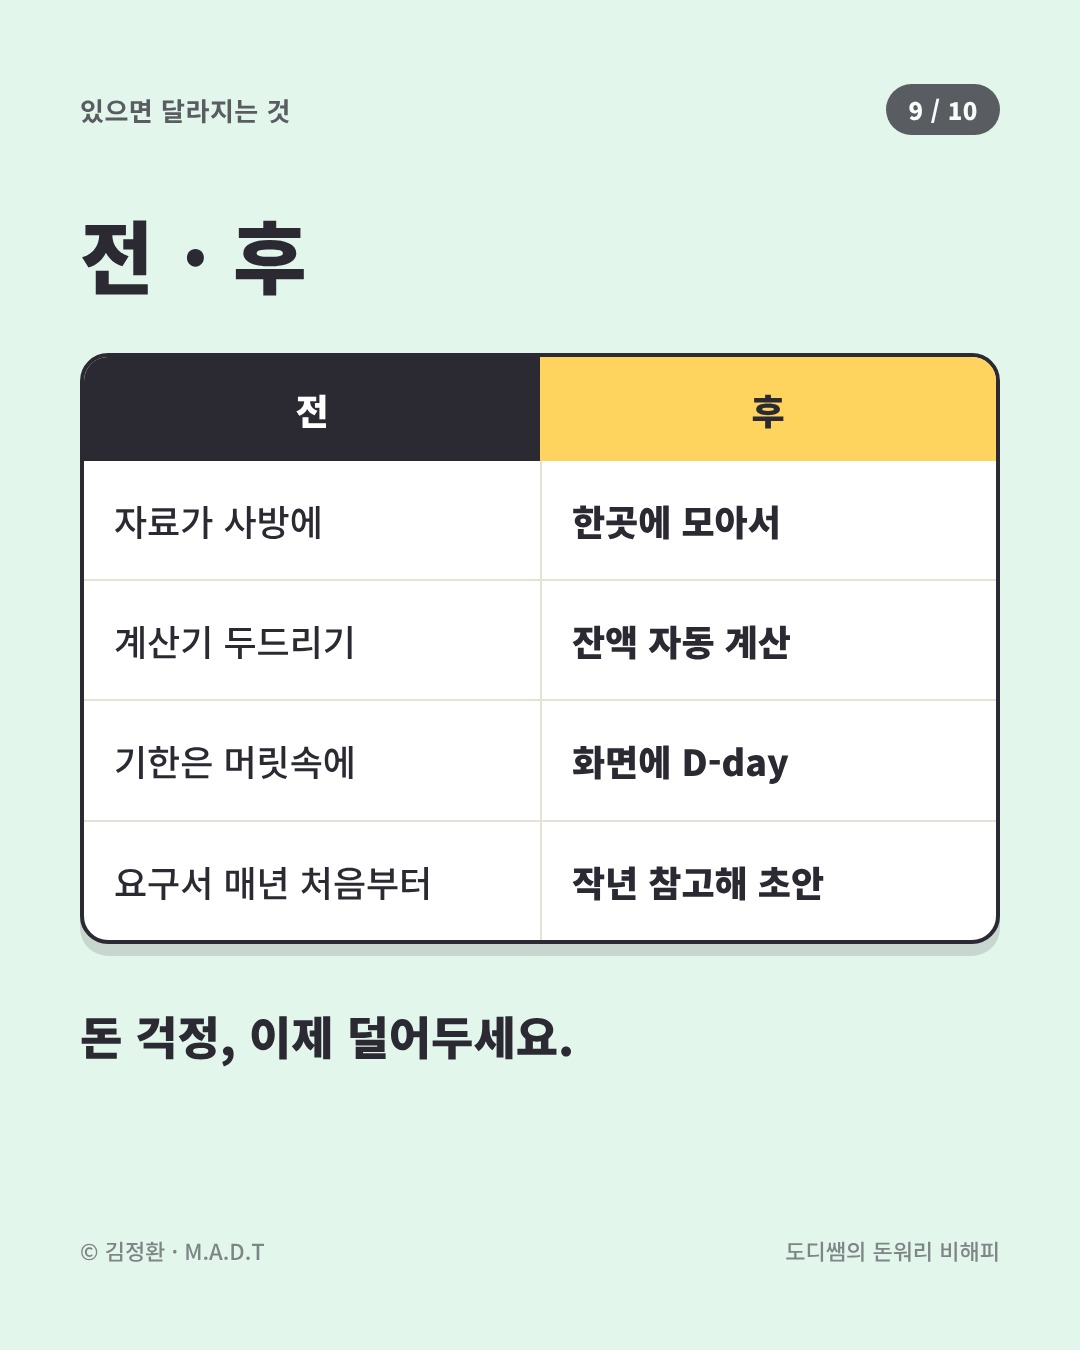 있으면 달라지는 것
9 / 10
전 · 후
전 후
자료가 사방에 한곳에 모아서
계산기 두드리기 잔액 자동 계산
기한은 머릿속에 화면에 D-day
요구서 매년 처음부터 작년 참고해 초안
돈 걱정, 이제 덜어두세요.
© 김정환 · M.A.D.T
도디쌤의 돈워리 비해피